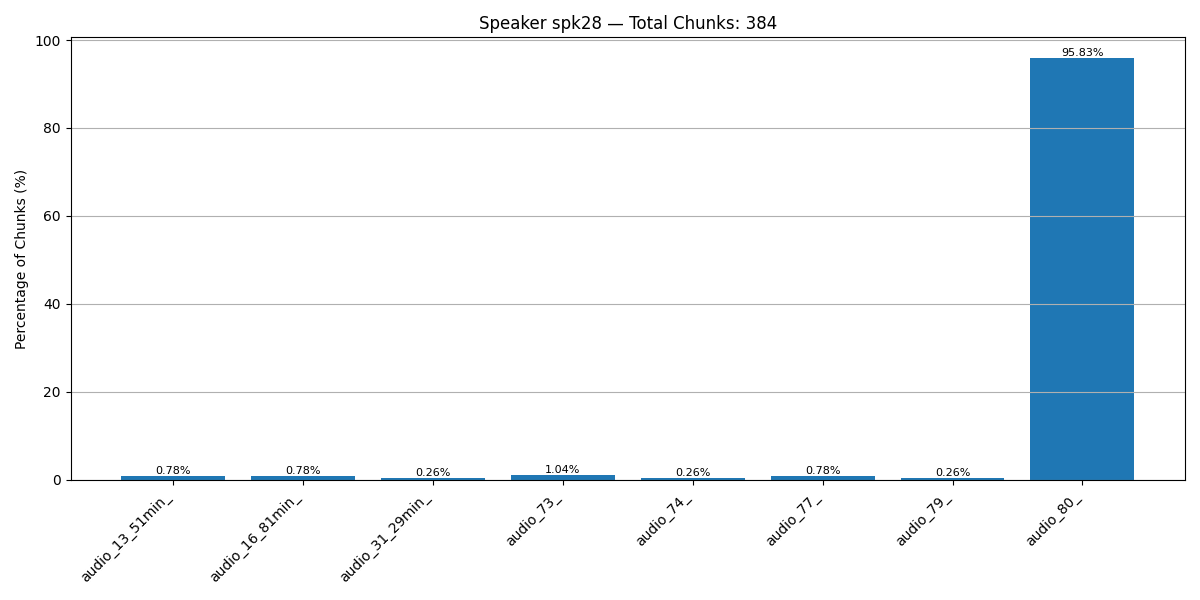 Speaker spk28 — Total Chunks: 384
Percentage of Chunks (%)
100
80
60
40
20
0
0.78%
0.78%
0.26%
1.04%
0.26%
0.78%
0.26%
95.83%
audio_13_51min_
audio_16_81min_
audio_31_29min_
audio_73_
audio_74_
audio_77_
audio_79_
audio_80_